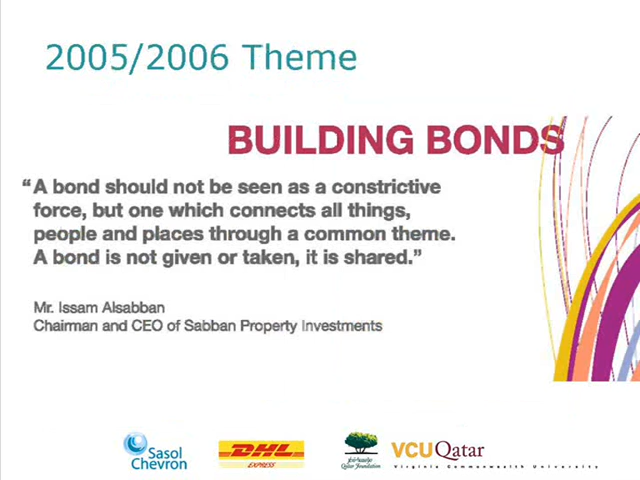 2005/2006 Theme
BUILDING BONDS
“A bond should not be seen as a constrictive
force, but one which connects all things,
people and places through a common theme.
A bond is not given or taken, it is shared.”
Mr. Issam Alsabban
Chairman and CEO of Sabban Property Investments
Sasol
Chevron
DHL
EXPRESS
Qatar Foundation
VCUQatar
Virginia Commonwealth University